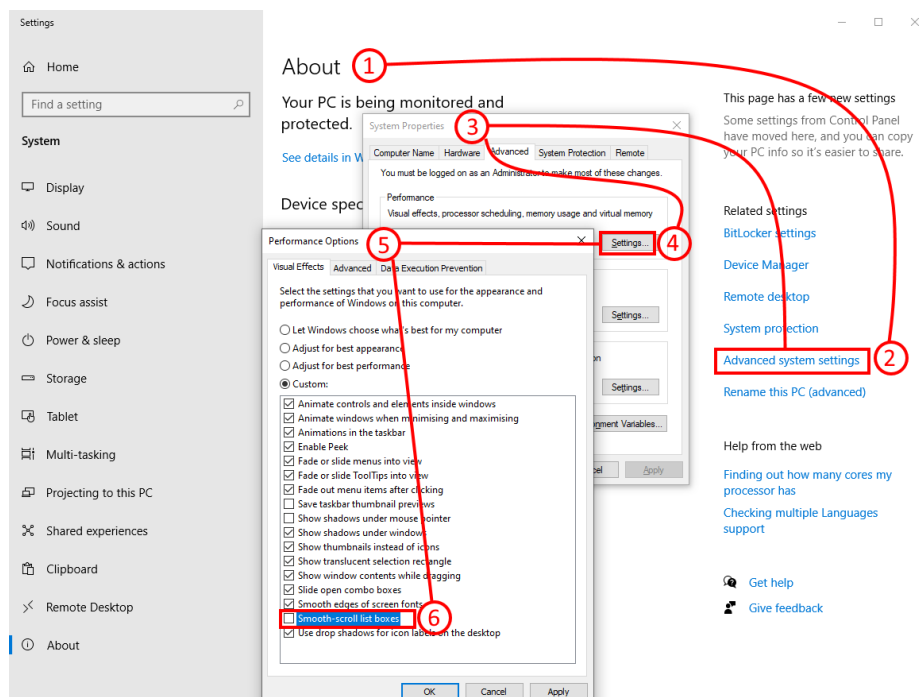 Settings
Home
Find a setting
System
Display
Sound
Notifications & actions
Focus assist
Power & sleep
Storage
Tablet
Multi-tasking
Projecting to this PC
Shared experiences
Clipboard
Remote Desktop
About
About
1
Your PC is being monitored and
protected.
See details in W
Device spec
System Properties
3
Computer Name Hardware Advanced System Protection Remote
You must be logged on as an Administrator to make most of these changes.
Performance
Visual effects, processor scheduling, memory usage and virtual memory
Settings...
4
Settings...
on
Settings...
onment Variables...
cel
Apply
Performance Options
5
Visual Effects Advanced Data Execution Prevention
Select the settings that you want to use for the appearance and
performance of Windows on this computer.
Let Windows choose what's best for my computer
Adjust for best appearance
Adjust for best performance
Custom:
Animate controls and elements inside windows
Animate windows when minimising and maximising
Animations in the taskbar
Enable Peek
Fade or slide menus into view
Fade or slide ToolTips into view
Fade out menu items after clicking
Save taskbar thumbnail previews
Show shadows under mouse pointer
Show shadows under windows
Show thumbnails instead of icons
Show translucent selection rectangle
Show window contents while dragging
Slide open combo boxes
Smooth edges of screen fonts
Smooth-scroll list boxes
6
Use drop shadows for icon labels on the desktop
OK Cancel Apply
This page has a few new settings
Some settings from Control Panel
have moved here, and you can copy
your PC info so it's easier to share.
Related settings
BitLocker settings
Device Manager
Remote desktop
System protection
Advanced system settings
2
Rename this PC (advanced)
Help from the web
Finding out how many cores my
processor has
Checking multiple Languages
support
Get help
Give feedback